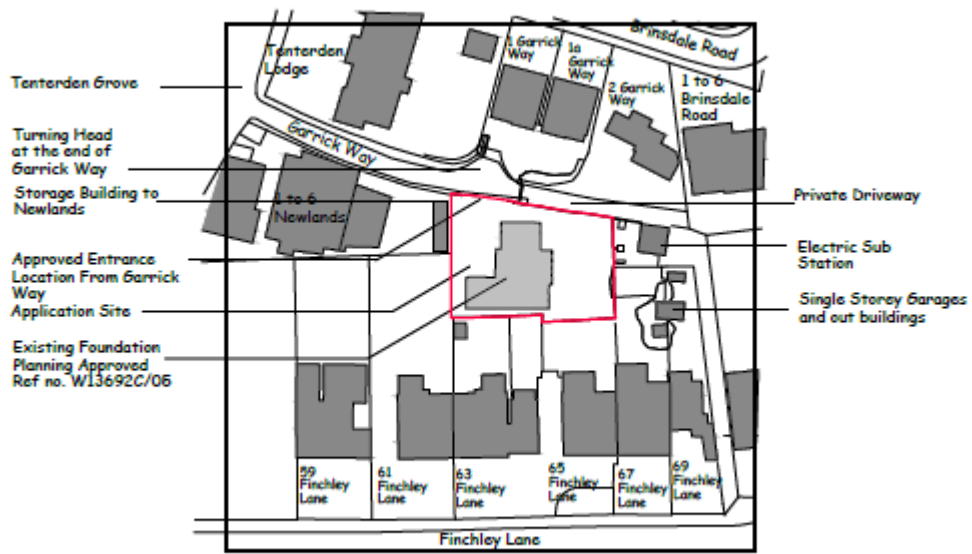 Tenterden Grove
Turning Head
at the end of
Garrick Way
Storage Building to
Newlands
Approved Entrance
Location From Garrick
Way
Application Site
Existing Foundation
Planning Approved
Ref no. W13692C/06
Tenterden
Lodge
Garrick Way
1 to 6
Newlands
1 Garrick
Way
1a
Garrick
Way
2 Garrick
Way
Brinsdale Road
1 to 6
Brinsdale
Road
Private Driveway
Electric Sub
Station
Single Storey Garages
and out buildings
59
Finchley
Lane
61
Finchley
Lane
63
Finchley
Lane
65
Finchley
Lane
67
Finchley
Lane
69
Finchley
Lane
Finchley Lane